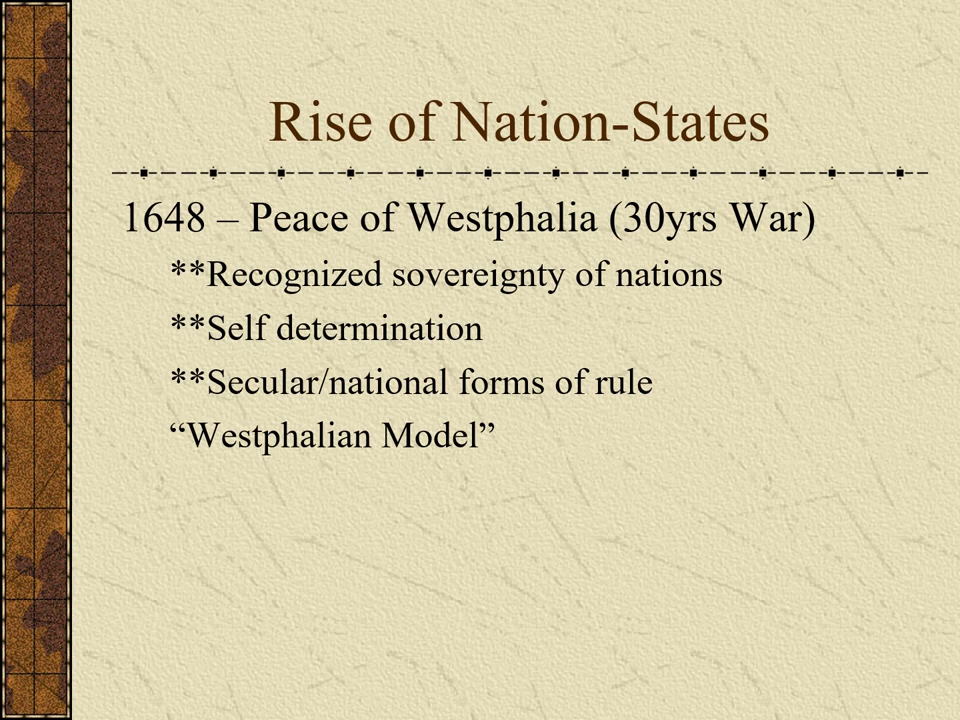 Rise of Nation-States
1648 – Peace of Westphalia (30yrs War)
**Recognized sovereignty of nations
**Self determination
**Secular/national forms of rule
“Westphalian Model”